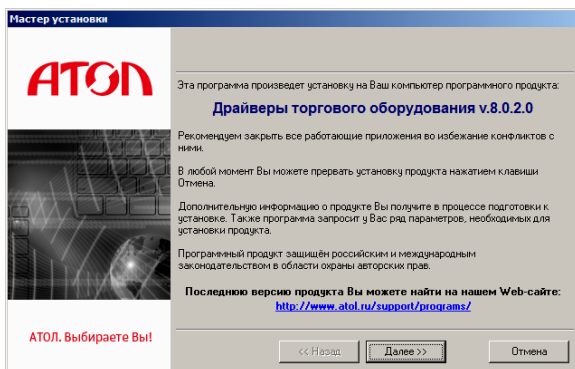 Мастер установки
АТОЛ
Эта программа произведет установку на Ваш компьютер программного продукта:
Драйверы торгового оборудования v.8.0.2.0
Рекомендуем закрыть все работающие приложения во избежание конфликтов с
ними.
В любой момент Вы можете прервать установку продукта нажатием клавиши
Отмена.
Дополнительную информацию о продукте Вы получите в процессе подготовки к
установке. Также программа запросит у Вас ряд параметров, необходимых для
установки продукта.
Программный продукт защищён российским и международным
законодательством в области охраны авторских прав.
Последнюю версию продукта Вы можете найти на нашем Web-сайте:
http://www.atol.ru/support/programs/
АТОЛ. Выбираете Вы!
<< Назад Далее >> Отмена